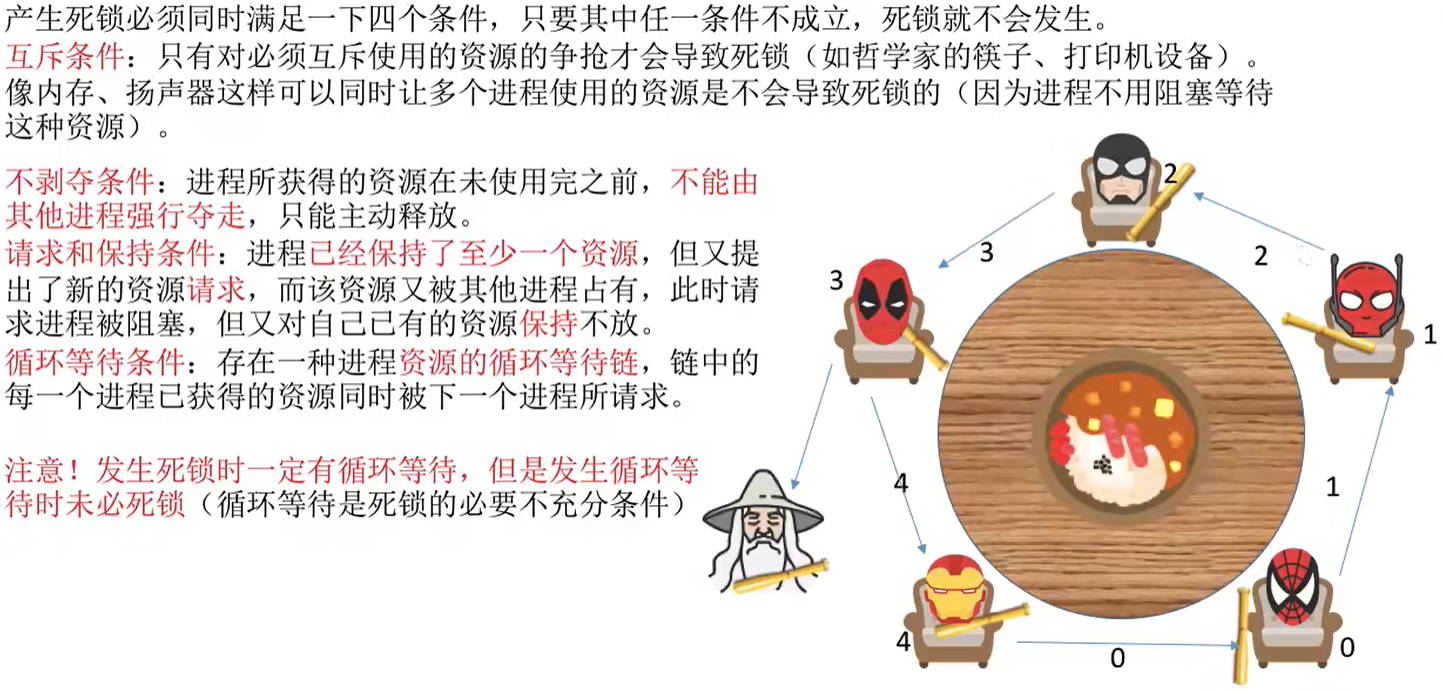 产生死锁必须同时满足一下四个条件，只要其中任一条件不成立，死锁就不会发生。
互斥条件：只有对必须互斥使用的资源的争抢才会导致死锁（如哲学家的筷子、打印机设备）。
像内存、扬声器这样可以同时让多个进程使用的资源是不会导致死锁的（因为进程不用阻塞等待
这种资源）。
不剥夺条件：进程所获得的资源在未使用完之前，不能由
其他进程强行夺走，只能主动释放。
请求和保持条件：进程已经保持了至少一个资源，但又提
出了新的资源请求，而该资源又被其他进程占有，此时请
求进程被阻塞，但又对自己已有的资源保持不放。
循环等待条件：存在一种进程资源的循环等待链，链中的
每一个进程已获得的资源同时被下一个进程所请求。
注意！发生死锁时一定有循环等待，但是发生循环等
待时未必死锁（循环等待是死锁的必要不充分条件）
2
3
2
3
1
4
1
4
0
0